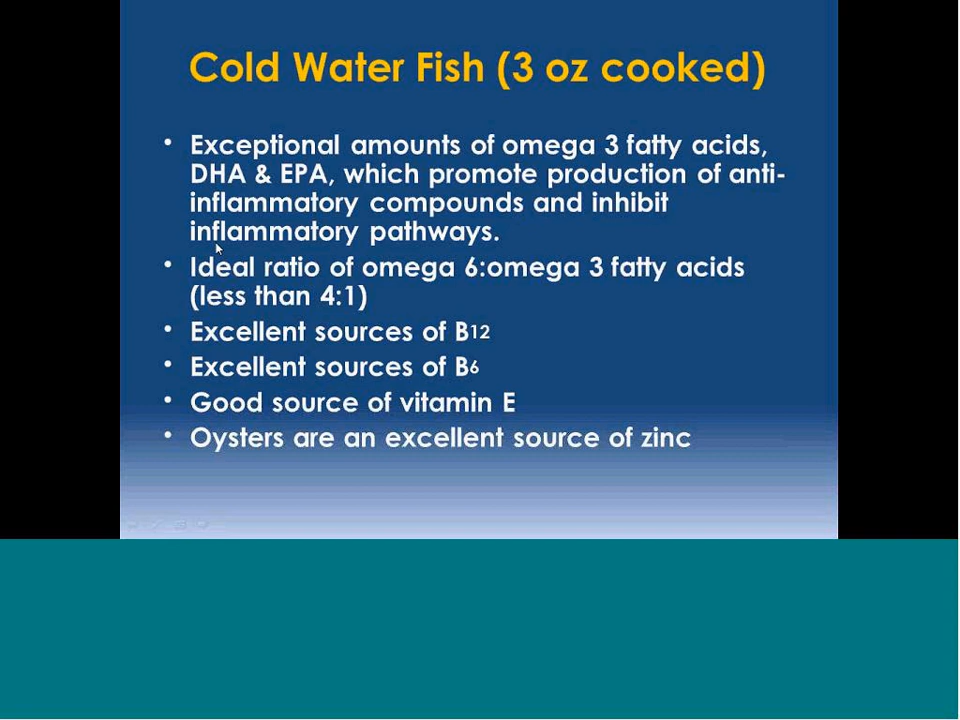 Cold Water Fish (3 oz cooked)
• Exceptional amounts of omega 3 fatty acids,
DHA & EPA, which promote production of anti-
inflammatory compounds and inhibit
inflammatory pathways.
• Ideal ratio of omega 6:omega 3 fatty acids
(less than 4:1)
• Excellent sources of B12
• Excellent sources of B6
• Good source of vitamin E
• Oysters are an excellent source of zinc